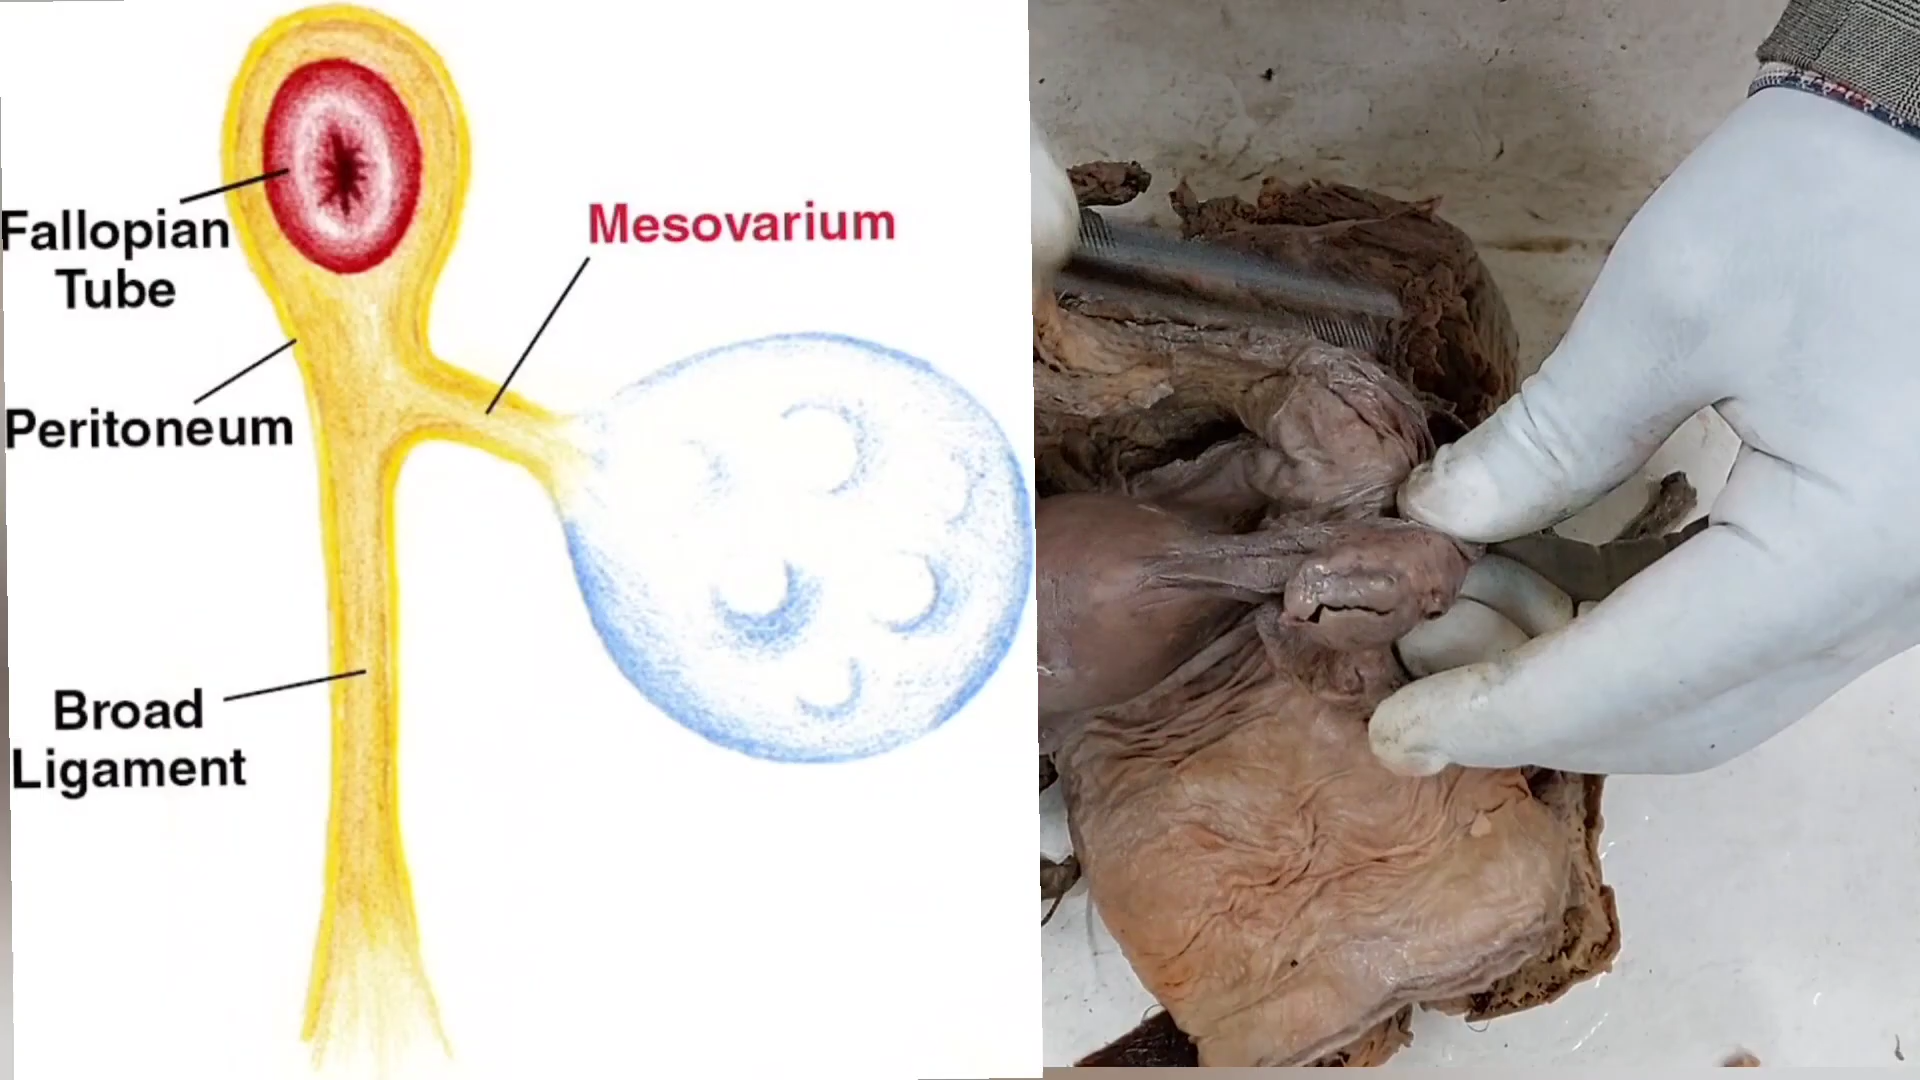 Fallopian
Tube
Mesovarium
Peritoneum
Broad
Ligament